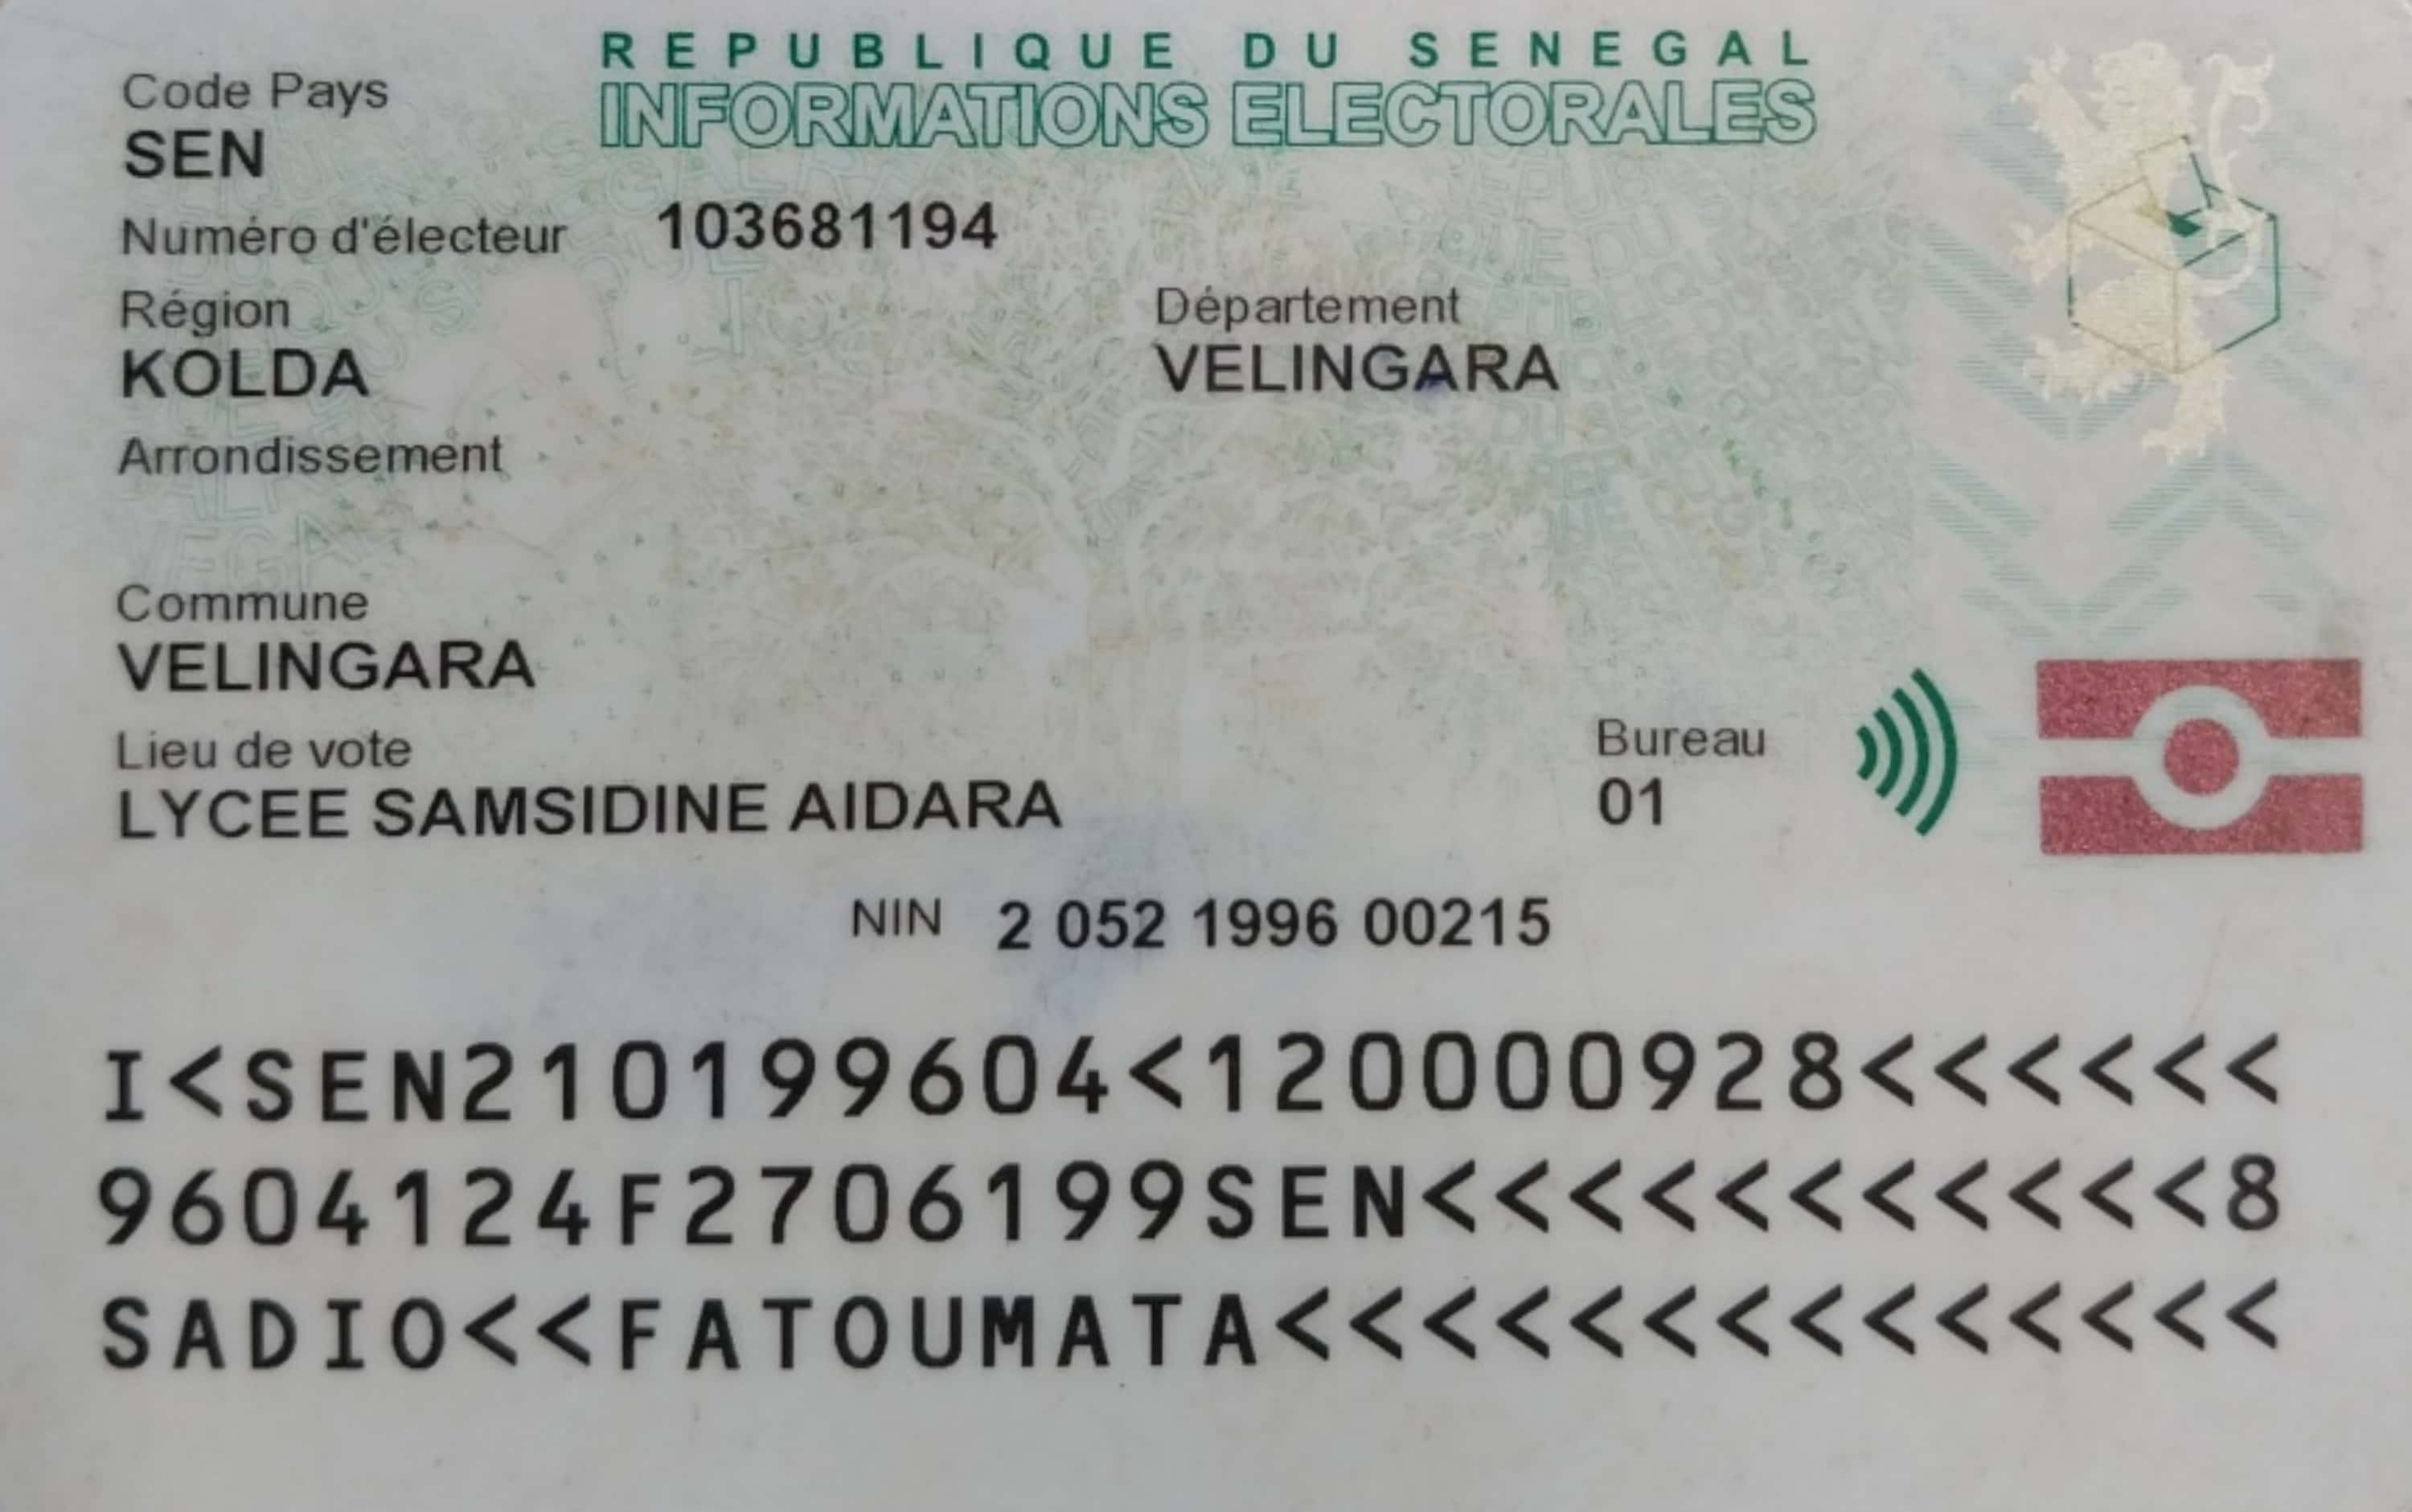 REPUBLIQUE DU SENEGAL
INFORMATIONS ELECTORALES
Code Pays
SEN
Numéro d'électeur 103681194
Région
KOLDA
Département
VELINGARA
Arrondissement
Commune
VELINGARA
Lieu de vote
LYCEE SAMSIDINE AIDARA
Bureau
01
NIN 2 052 1996 00215
I<SEN210199604<120000928<<<<<<
9604124F2706199SEN<<<<<<<<<<<8
SADIO<<FATOUMATA<<<<<<<<<<<<<<